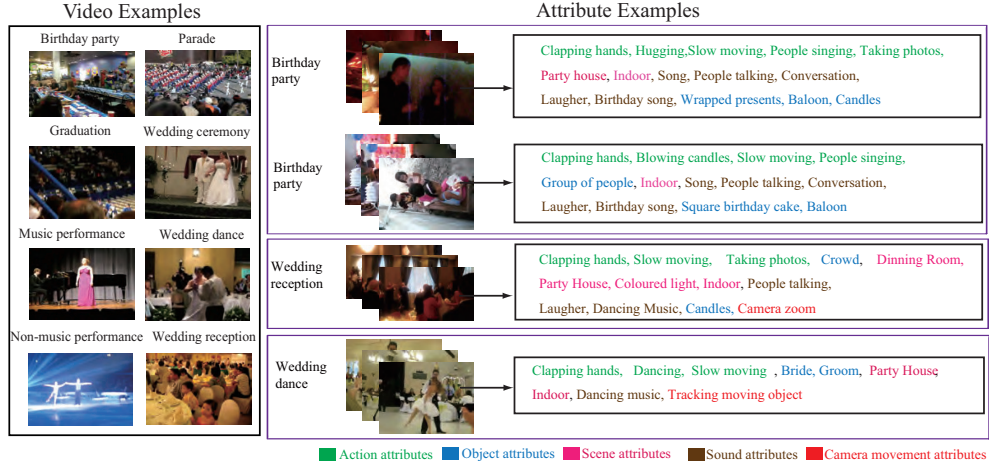 Video Examples
Attribute Examples
Birthday party
Parade
Graduation
Wedding ceremony
Music performance
Wedding dance
Non-music performance
Wedding reception
Birthday
party
Clapping hands, Hugging,Slow moving, People singing, Taking photos,
Party house, Indoor, Song, People talking, Conversation,
Laugher, Birthday song, Wrapped presents, Baloon, Candles
Birthday
party
Clapping hands, Blowing candles, Slow moving, People singing,
Group of people, Indoor, Song, People talking, Conversation,
Laugher, Birthday song, Square birthday cake, Baloon
Wedding
reception
Clapping hands, Slow moving, Taking photos, Crowd, Dinning Room,
Party House, Coloured light, Indoor, People talking,
Laugher, Dancing Music, Candles, Camera zoom
Wedding
dance
Clapping hands, Dancing, Slow moving , Bride, Groom, Party House,
Indoor, Dancing music, Tracking moving object
Action attributes
Object attributes
Scene attributes
Sound attributes
Camera movement attributes